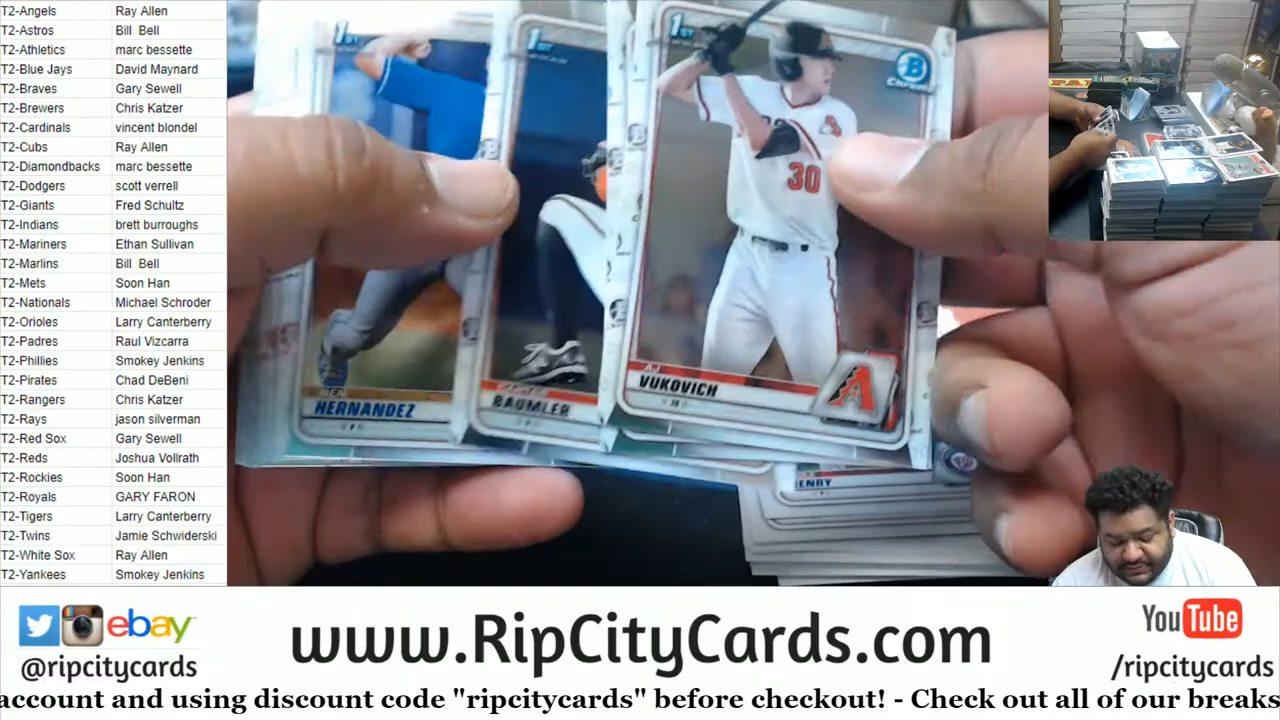 T2-Angels Ray Allen
T2-Astros Bill Bell
T2-Athletics marc bessette
T2-Blue Jays David Maynard
T2-Braves Gary Sewell
T2-Brewers Chris Katzer
T2-Cardinals vincent blondel
T2-Cubs Ray Allen
T2-Diamondbacks marc bessette
T2-Dodgers scott verrell
T2-Giants Fred Schultz
T2-Indians brett burroughs
T2-Mariners Ethan Sullivan
T2-Marlins Bill Bell
T2-Mets Soon Han
T2-Nationals Michael Schroder
T2-Orioles Larry Canterberry
T2-Padres Raul Vizcarra
T2-Phillies Smokey Jenkins
T2-Pirates Chad DeBeni
T2-Rangers Chris Katzer
T2-Rays jason silverman
T2-Red Sox Gary Sewell
T2-Reds Joshua Vollrath
T2-Rockies Soon Han
T2-Royals GARY FARON
T2-Tigers Larry Canterberry
T2-Twins Jamie Schwiderski
T2-White Sox Ray Allen
T2-Yankees Smokey Jenkins
1ST
1ST
1ST
B
Chrome
30
HERNANDEZ
BAUMLER
AJ
VUKOVICH
A
ENRY
ebay
@ripcitycards
www.RipCityCards.com
YouTube
/ripcitycards
account and using discount code "ripcitycards" before checkout! - Check out all of our breaks